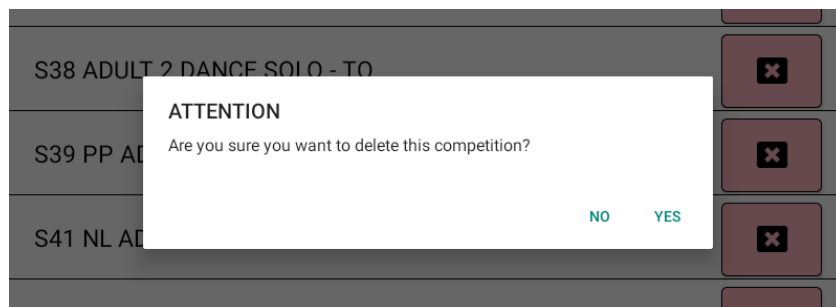 S38 ADULT 2 DANCE SOLO - TO
ATTENTION
Are you sure you want to delete this competition?
S39 PP AD
NO YES
S41 NL AD